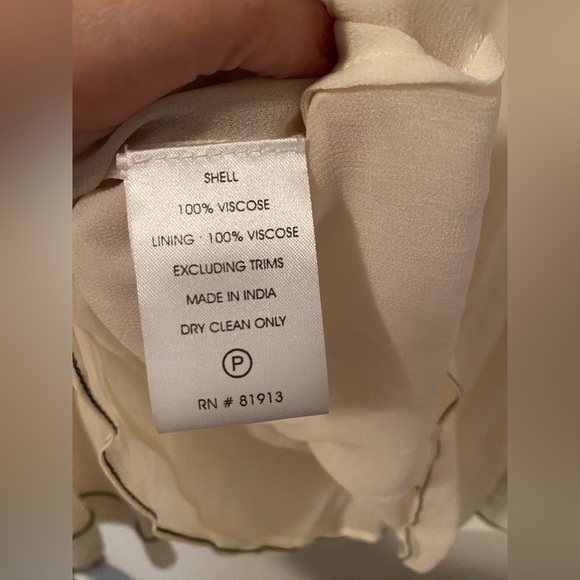 SHELL
100% VISCOSE
LINING · 100% VISCOSE
EXCLUDING TRIMS
MADE IN INDIA
DRY CLEAN ONLY
P
RN # 81913